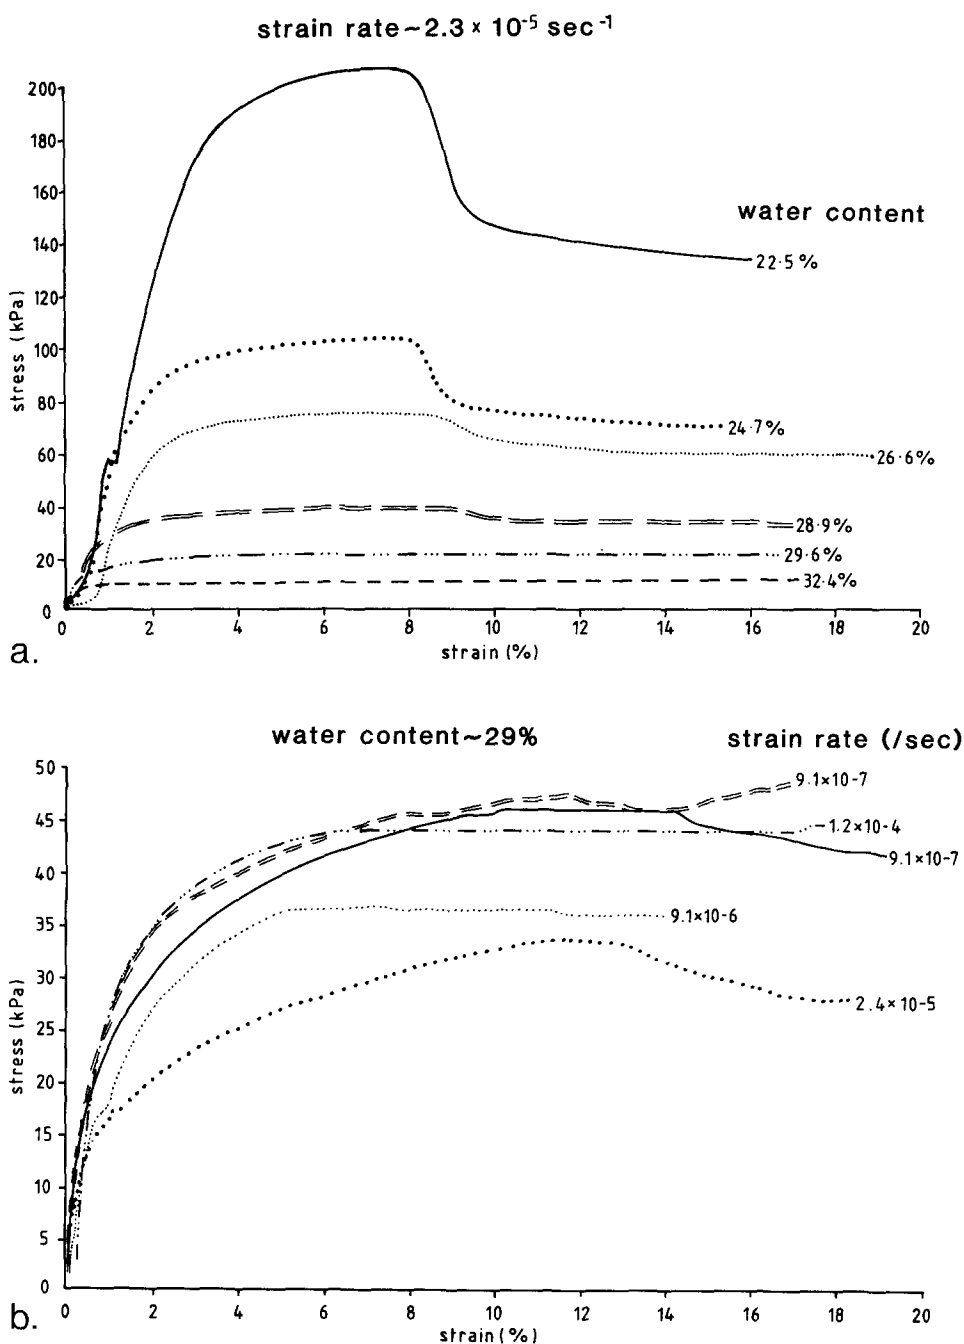 strain rate ~2.3 × 10⁻⁵ sec⁻¹
200
180
160
140
120
100
80
60
40
20
0
stress (kPa)
water content
22·5%
24·7%
26·6%
28·9%
29·6%
32·4%
0 2 4 6 8 10 12 14 16 18 20
strain (%)
a.
water content ~29%
strain rate (/sec)
50
45
40
35
30
25
20
15
10
5
0
stress (kPa)
9.1×10-7
1.2×10-4
9.1×10-7
9.1×10-6
2.4×10-5
0 2 4 6 8 10 12 14 16 18 20
strain (%)
b.